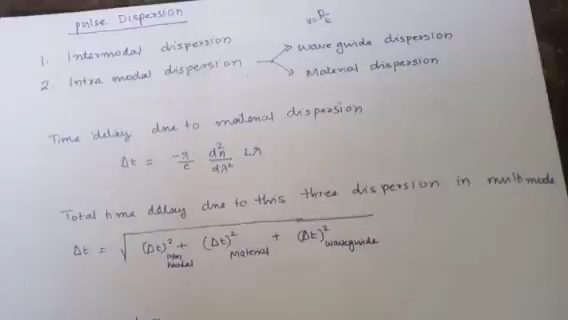 pulse Dispersion
v=D/t
1. Intermodal dispersion
2. Intra modal dispersion → waveguide dispersion
→ Material dispersion
Time delay due to material dispersion
Δt = -λ/c d²n/dλ² Lλ
Total time delay due to this three dispersion in multimode
Δt = √((Δt)² + (Δt)² Material + (Δt)² waveguide)
modal